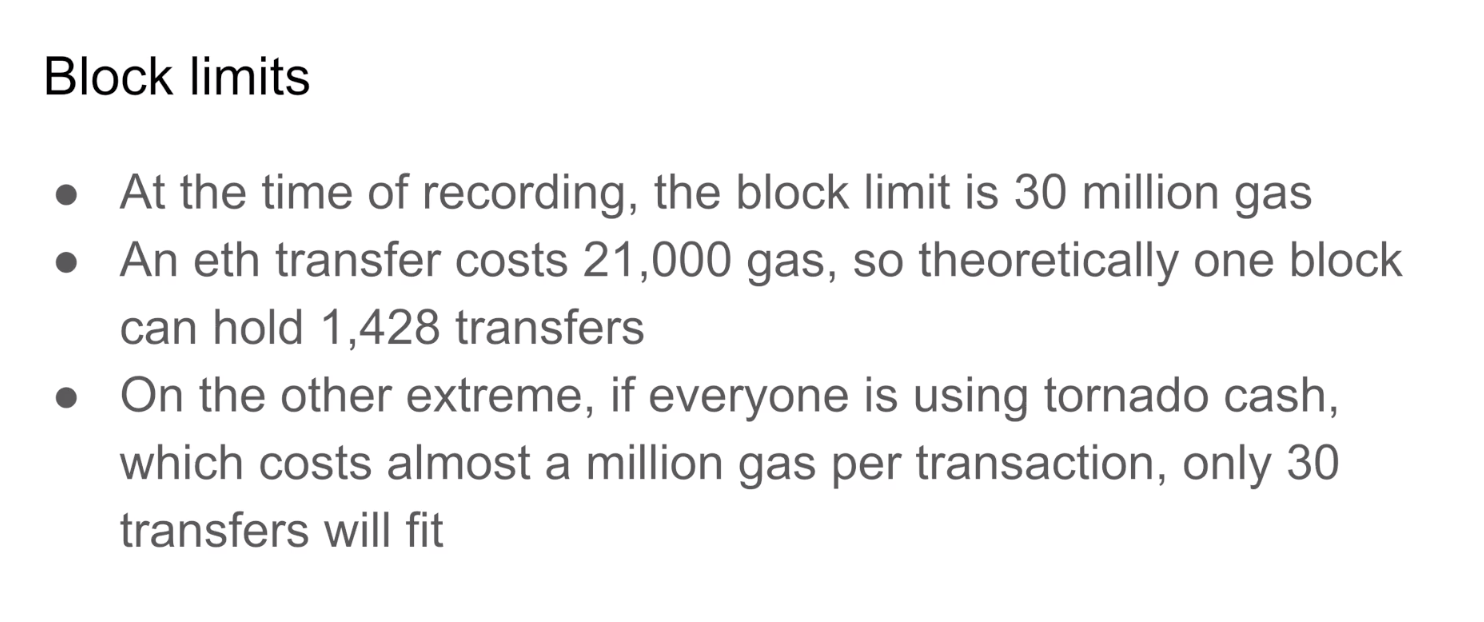 Block limits
● At the time of recording, the block limit is 30 million gas
● An eth transfer costs 21,000 gas, so theoretically one block
can hold 1,428 transfers
● On the other extreme, if everyone is using tornado cash,
which costs almost a million gas per transaction, only 30
transfers will fit